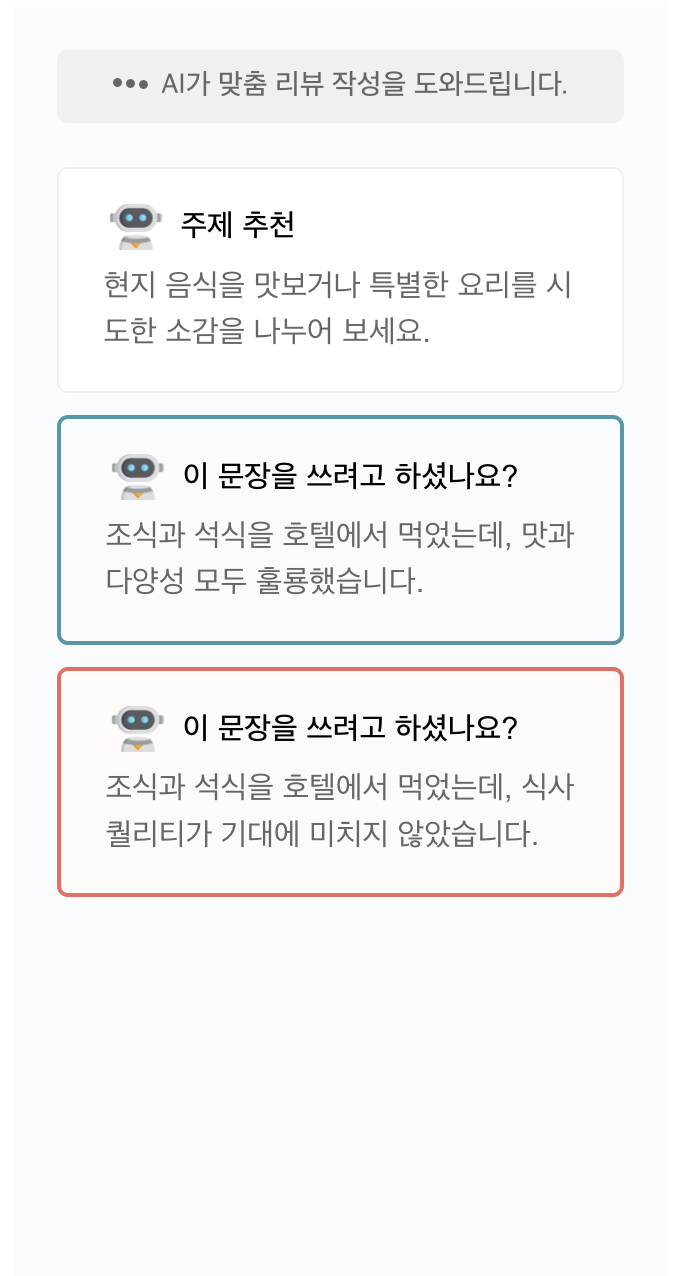 ••• AI가 맞춤 리뷰 작성을 도와드립니다.
주제 추천
현지 음식을 맛보거나 특별한 요리를 시
도한 소감을 나누어 보세요.
이 문장을 쓰려고 하셨나요?
조식과 석식을 호텔에서 먹었는데, 맛과
다양성 모두 훌륭했습니다.
이 문장을 쓰려고 하셨나요?
조식과 석식을 호텔에서 먹었는데, 식사
퀄리티가 기대에 미치지 않았습니다.